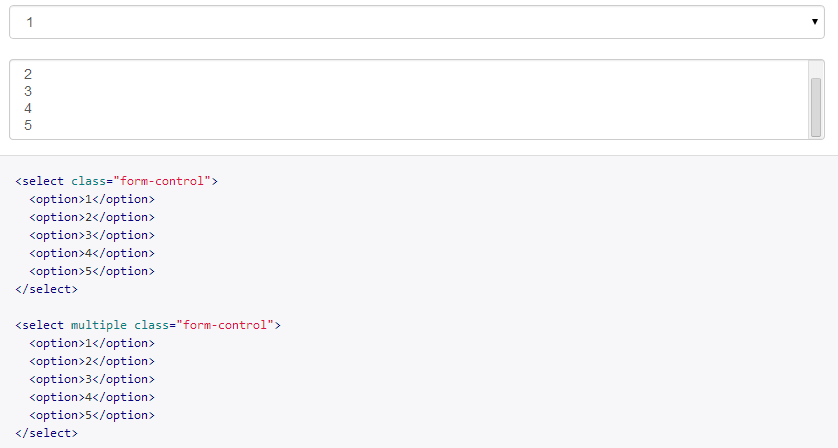 1
2
3
4
5
<select class="form-control">
  <option>1</option>
  <option>2</option>
  <option>3</option>
  <option>4</option>
  <option>5</option>
</select>
<select multiple class="form-control">
  <option>1</option>
  <option>2</option>
  <option>3</option>
  <option>4</option>
  <option>5</option>
</select>